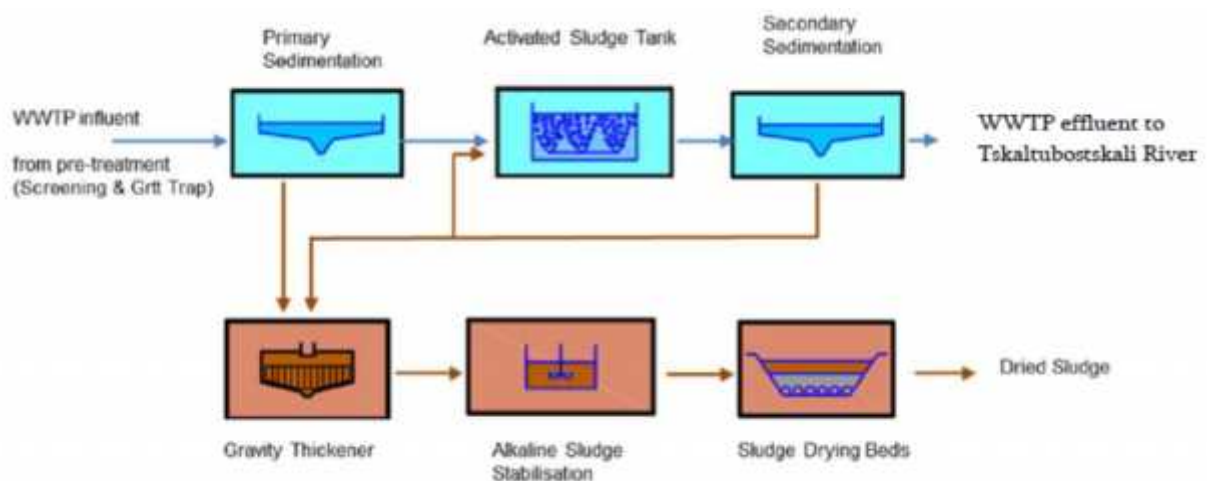 Primary
Sedimentation
Activated Sludge Tank
Secondary
Sedimentation
WWTP influent
from pre-treatment
(Screening & Grtt Trap)
WWTP effluent to
Tskaltubostskali River
Gravity Thickener
Alkaline Sludge
Stabilisation
Sludge Drying Beds
Dried Sludge